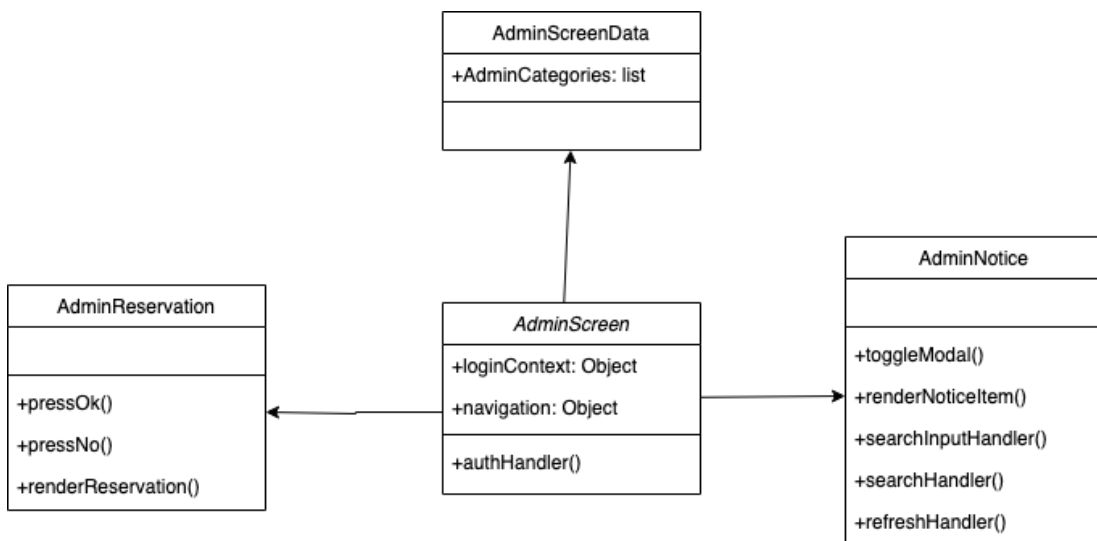 AdminScreenData
+AdminCategories: list
AdminReservation
+pressOk()
+pressNo()
+renderReservation()
AdminScreen
+loginContext: Object
+navigation: Object
+authHandler()
AdminNotice
+toggleModal()
+renderNoticeItem()
+searchInputHandler()
+searchHandler()
+refreshHandler()